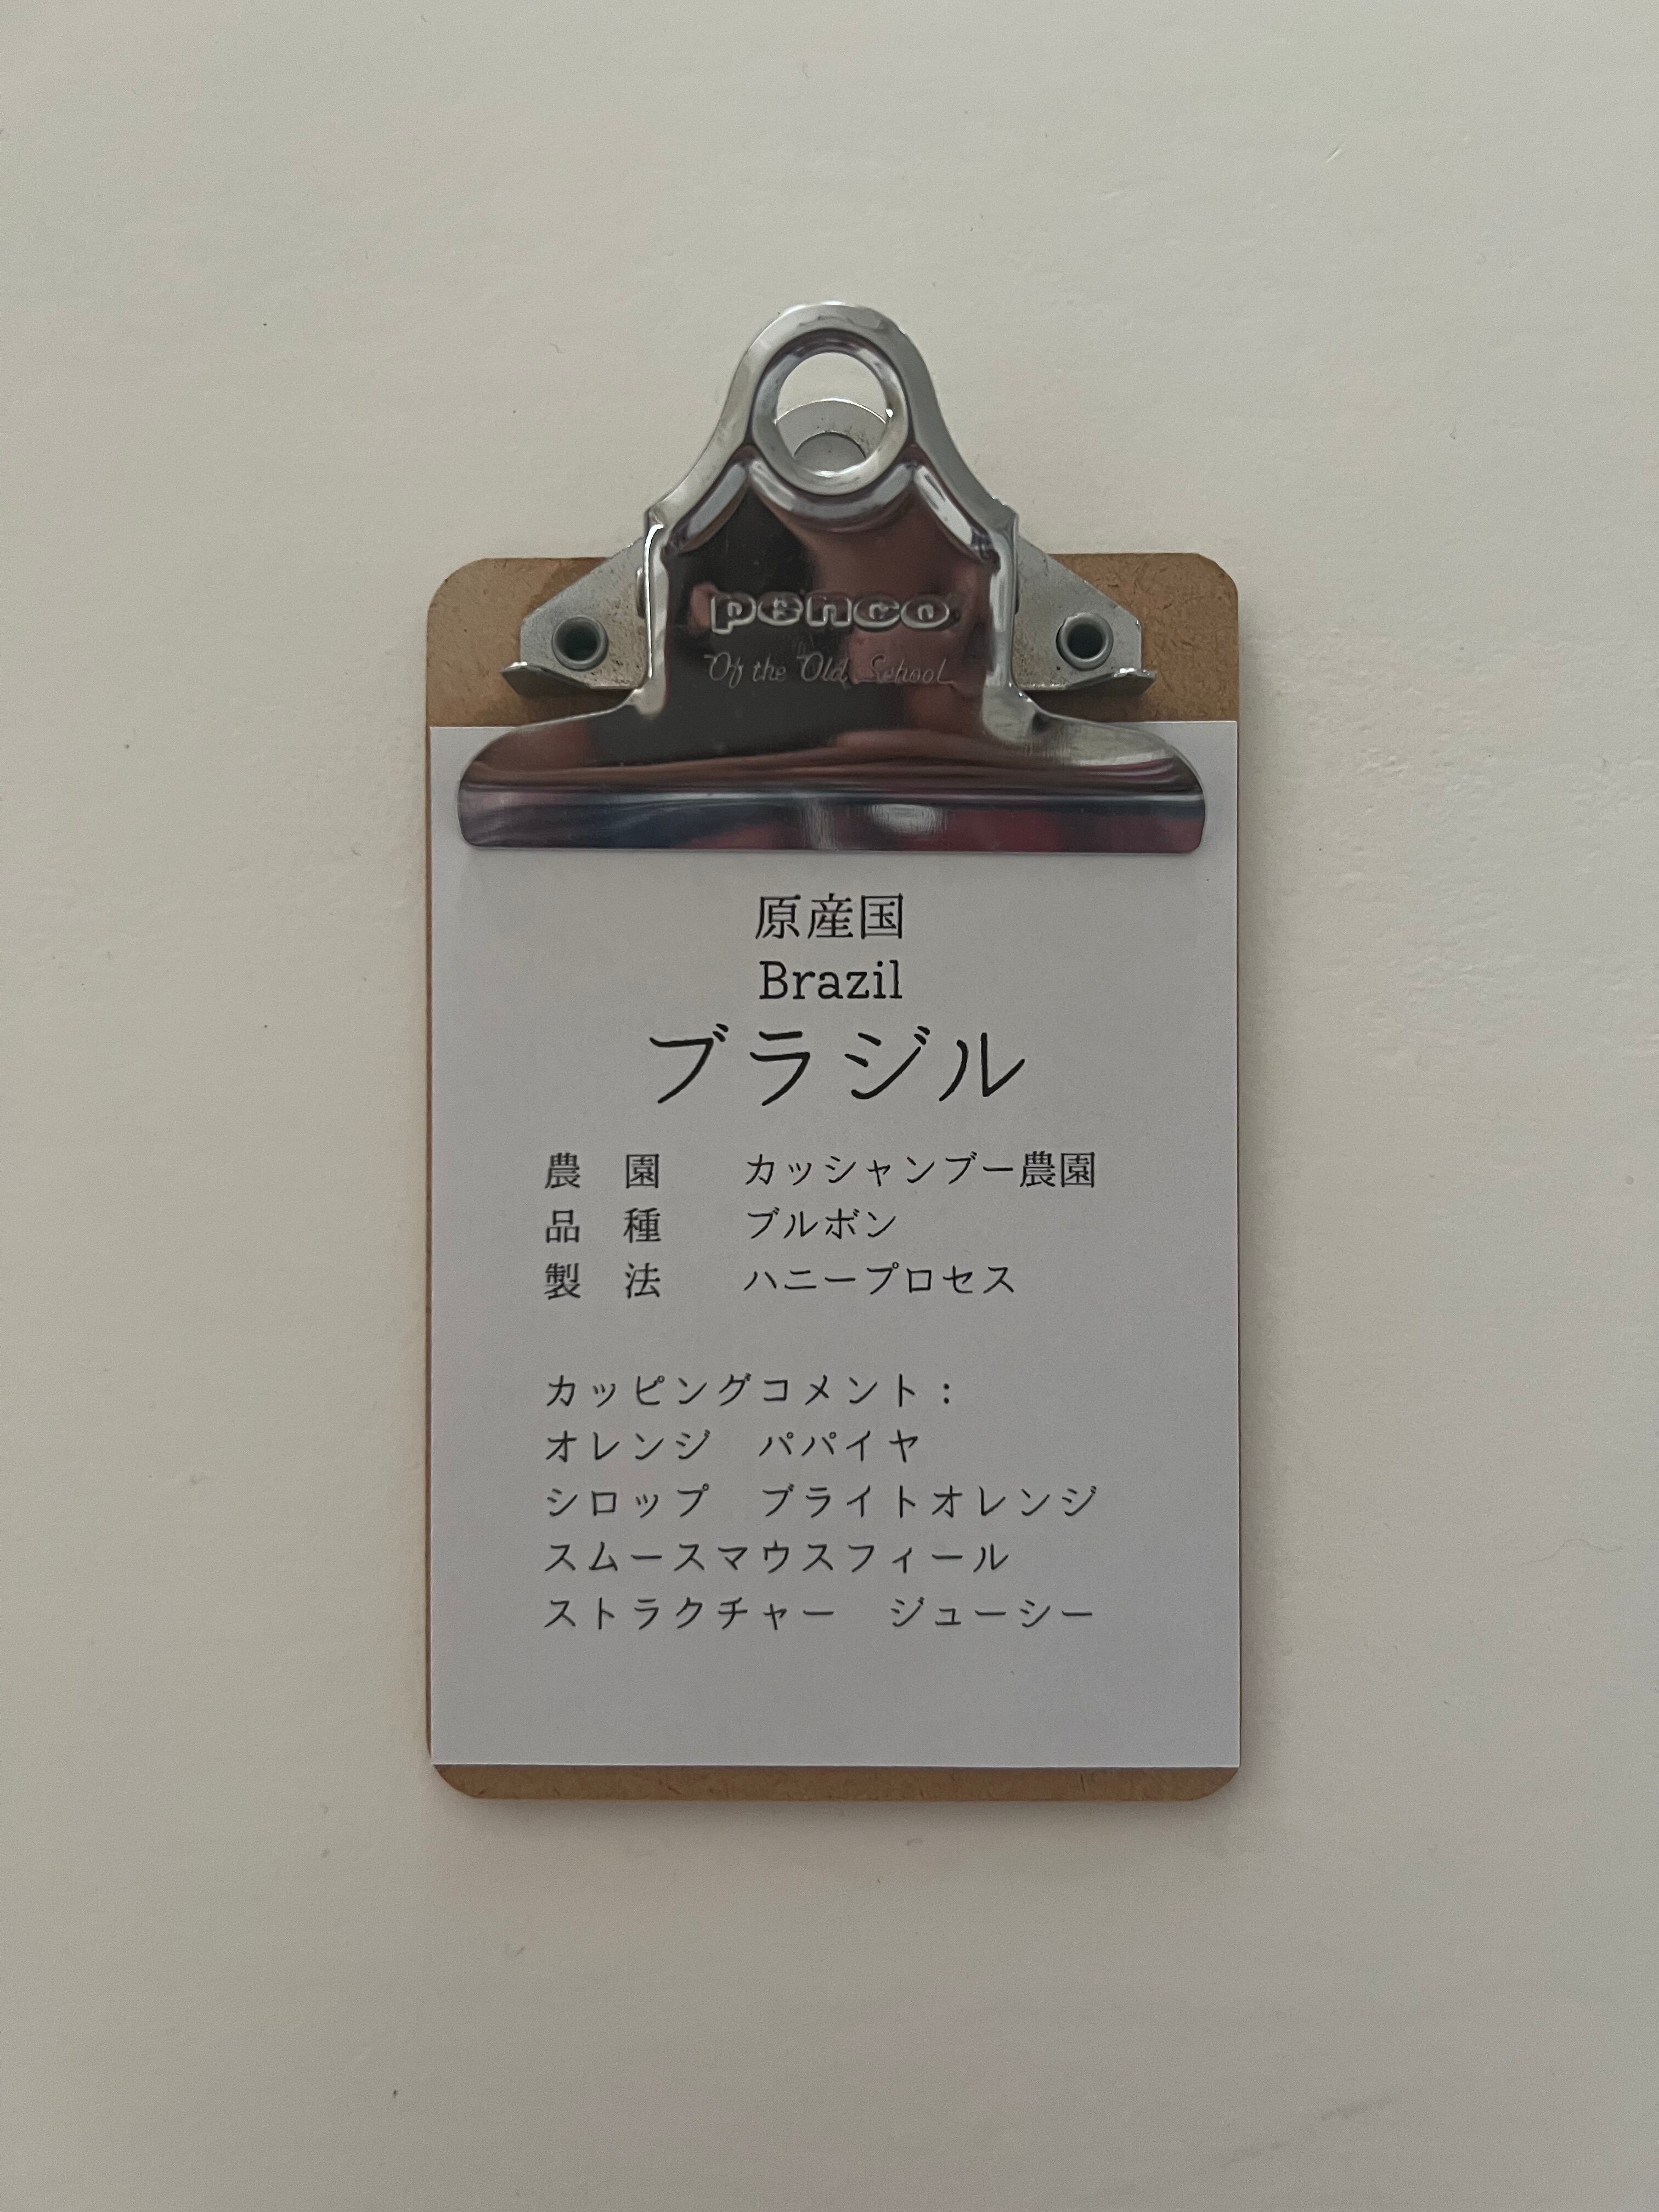 penco
Of the Old School
原産国
Brazil
ブラジル
農　園　　カッシャンブー農園
品　種　　ブルボン
製　法　　ハニープロセス
カッピングコメント：
オレンジ　パパイヤ
シロップ　ブライトオレンジ
スムースマウスフィール
ストラクチャー　ジューシー